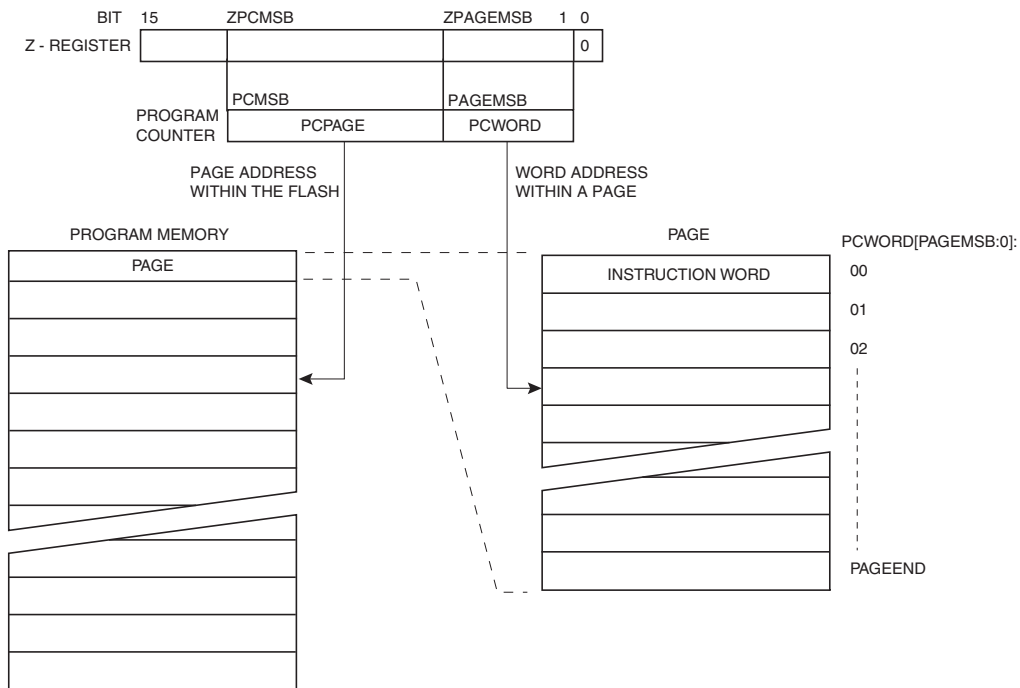 BIT 15 ZPCMSB ZPAGEMSB 1 0
Z - REGISTER 0
PCMSB PAGEMSB
PROGRAM
COUNTER
PCPAGE PCWORD
PAGE ADDRESS
WITHIN THE FLASH
WORD ADDRESS
WITHIN A PAGE
PROGRAM MEMORY
PAGE
PAGE
PCWORD[PAGEMSB:0]:
INSTRUCTION WORD
00
01
02
PAGEEND